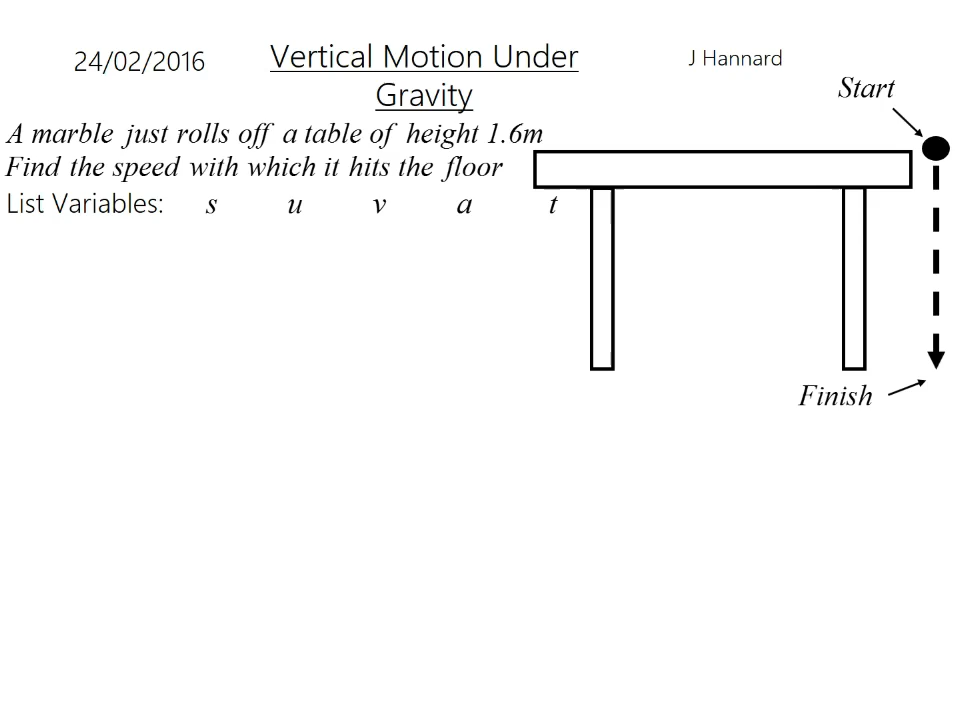 24/02/2016
Vertical Motion Under
Gravity
J Hannard
Start
A marble just rolls off a table of height 1.6m
Find the speed with which it hits the floor
List Variables: s u v a t
Finish